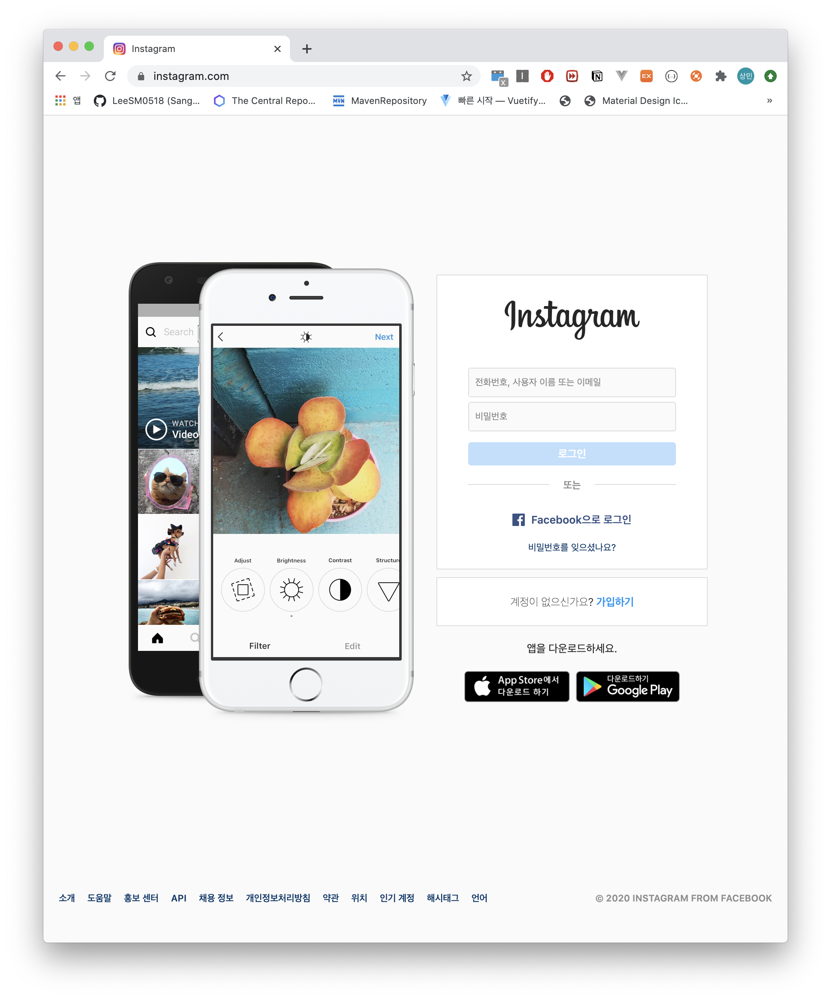 Instagram
instagram.com
상민
앱
LeeSM0518 (Sang...
The Central Repo...
MavenRepository
빠른 시작 — Vuetify...
Material Design Ic...
Search
WATCH
Video
Next
Adjust
Brightness
Contrast
Structure
Filter
Edit
Instagram
전화번호, 사용자 이름 또는 이메일
비밀번호
로그인
또는
Facebook으로 로그인
비밀번호를 잊으셨나요?
계정이 없으신가요? 가입하기
앱을 다운로드하세요.
App Store에서
다운로드 하기
다운로드하기
Google Play
소개 도움말 홍보 센터 API 채용 정보 개인정보처리방침 약관 위치 인기 계정 해시태그 언어
© 2020 INSTAGRAM FROM FACEBOOK